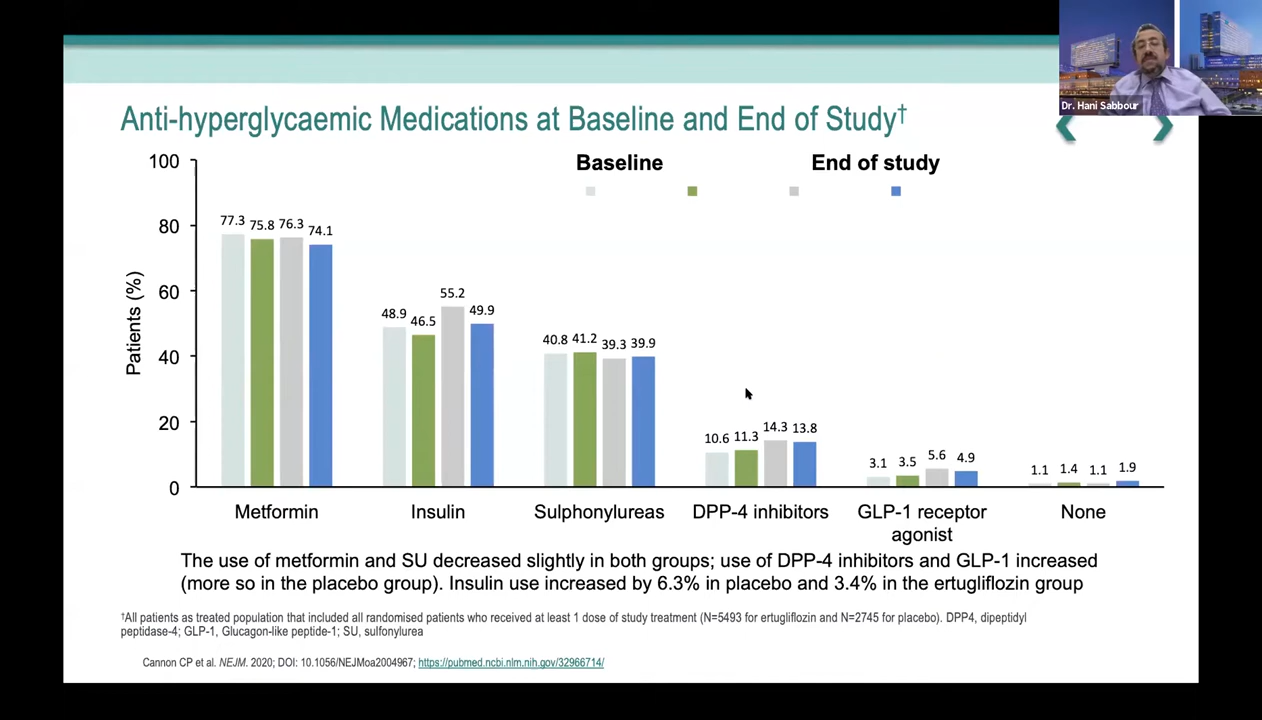 Dr. Hani Sabbour
Anti-hyperglycaemic Medications at Baseline and End of Study†
Baseline
End of study
Patients (%)
100
80
60
40
20
0
77.3 75.8 76.3 74.1
48.9 46.5 55.2 49.9
40.8 41.2 39.3 39.9
10.6 11.3 14.3 13.8
3.1 3.5 5.6 4.9
1.1 1.4 1.1 1.9
Metformin
Insulin
Sulphonylureas
DPP-4 inhibitors
GLP-1 receptor
agonist
None
The use of metformin and SU decreased slightly in both groups; use of DPP-4 inhibitors and GLP-1 increased
(more so in the placebo group). Insulin use increased by 6.3% in placebo and 3.4% in the ertugliflozin group
†All patients as treated population that included all randomised patients who received at least 1 dose of study treatment (N=5493 for ertugliflozin and N=2745 for placebo). DPP4, dipeptidyl
peptidase-4; GLP-1, Glucagon-like peptide-1; SU, sulfonylurea
Cannon CP et al. NEJM. 2020; DOI: 10.1056/NEJMoa2004967; https://pubmed.ncbi.nlm.nih.gov/32966714/